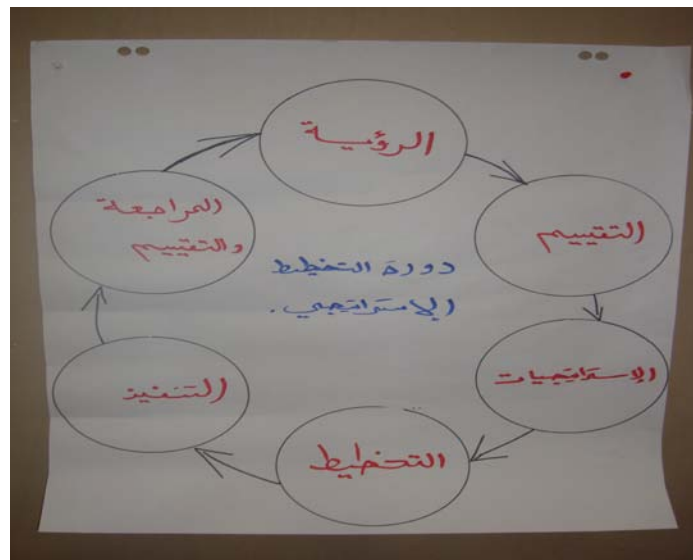 الرؤية
التقييم
الإستراتيجيات
التخطيط
التنفيذ
المراجعة
والتقييم
دورة التخطيط
الإستراتيجي.